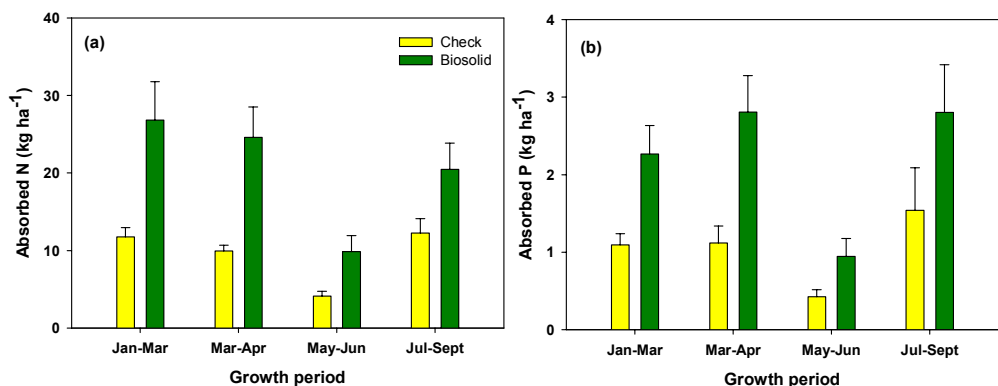 (a)
Check
Biosolid
Absorbed N (kg ha-1)
40
30
20
10
0
Jan-Mar Mar-Apr May-Jun Jul-Sept
Growth period
(b)
Absorbed P (kg ha-1)
4
3
2
1
0
Jan-Mar Mar-Apr May-Jun Jul-Sept
Growth period